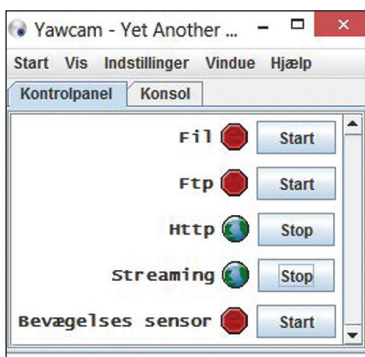 Yawcam - Yet Another ...
Start Vis Indstillinger Vindue Hjælp
Kontrolpanel Konsol
Fil Start
Ftp Start
Http Stop
Streaming Stop
Bevægelses sensor Start